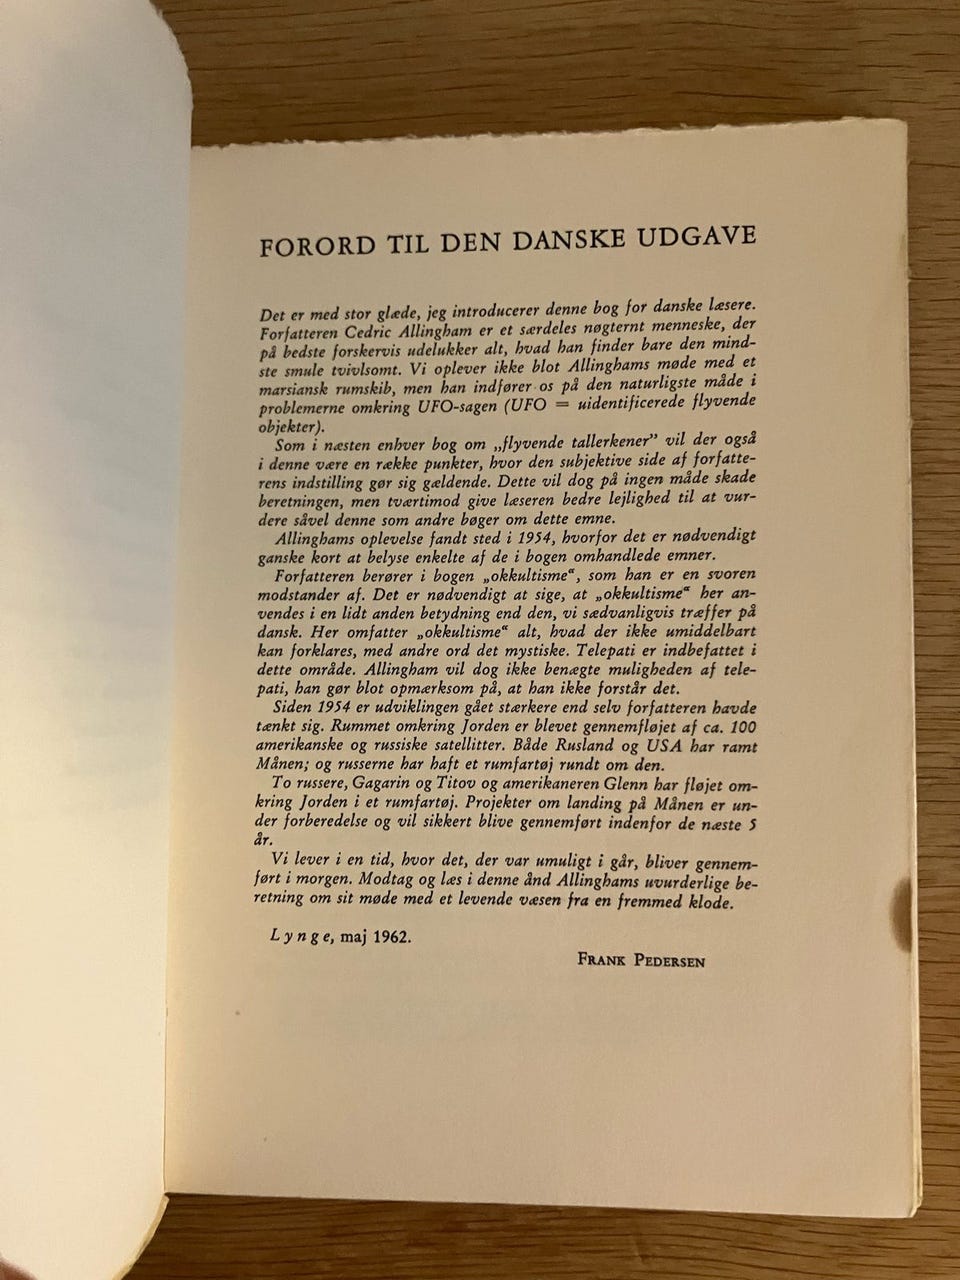 FORORD TIL DEN DANSKE UDGAVE
Det er med stor glæde, jeg introducerer denne bog for danske læsere.
Forfatteren Cedric Allingham er et særdeles nøgternt menneske, der
på bedste forskervis udelukker alt, hvad han finder bare den mind-
ste smule tvivlsomt. Vi oplever ikke blot Allinghams møde med et
marsiansk rumskib, men han indfører os på den naturligste måde i
problemerne omkring UFO-sagen (UFO = uidentificerede flyvende
objekter).
Som i næsten enhver bog om „flyvende tallerkener” vil der også
i denne være en række punkter, hvor den subjektive side af forfatte-
rens indstilling gør sig gældende. Dette vil dog på ingen måde skade
beretningen, men tværtimod give læseren bedre lejlighed til at vur-
dere såvel denne som andre bøger om dette emne.
Allinghams oplevelse fandt sted i 1954, hvorfor det er nødvendigt
ganske kort at belyse enkelte af de i bogen omhandlede emner.
Forfatteren berører i bogen „okkultisme“, som han er en svoren
modstander af. Det er nødvendigt at sige, at „okkultisme“ her an-
vendes i en lidt anden betydning end den, vi sædvanligvis træffer på
dansk. Her omfatter „okkultisme“ alt, hvad der ikke umiddelbart
kan forklares, med andre ord det mystiske. Telepati er indbefattet i
dette område. Allingham vil dog ikke benægte muligheden af tele-
pati, han gør blot opmærksom på, at han ikke forstår det.
Siden 1954 er udviklingen gået stærkere end selv forfatteren havde
tænkt sig. Rummet omkring Jorden er blevet gennemfløjet af ca. 100
amerikanske og russiske satellitter. Både Rusland og USA har ramt
Månen; og russerne har haft et rumfartøj rundt om den.
To russere, Gagarin og Titov og amerikaneren Glenn har fløjet om-
kring Jorden i et rumfartøj. Projekter om landing på Månen er un-
der forberedelse og vil sikkert blive gennemført indenfor de næste 5
år.
Vi lever i en tid, hvor det, der var umuligt i går, bliver gennem-
ført i morgen. Modtag og læs i denne ånd Allinghams uvurderlige be-
retning om sit møde med et levende væsen fra en fremmed klode.
Lynge, maj 1962.
FRANK PEDERSEN